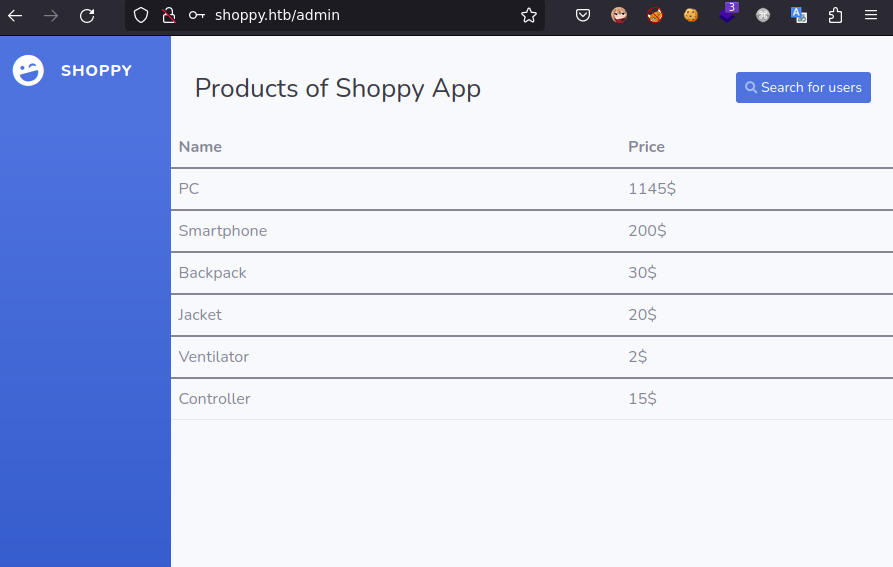 shoppy.htb/admin
3
A
SHOPPY
Products of Shoppy App
Search for users
Name Price
PC 1145$
Smartphone 200$
Backpack 30$
Jacket 20$
Ventilator 2$
Controller 15$